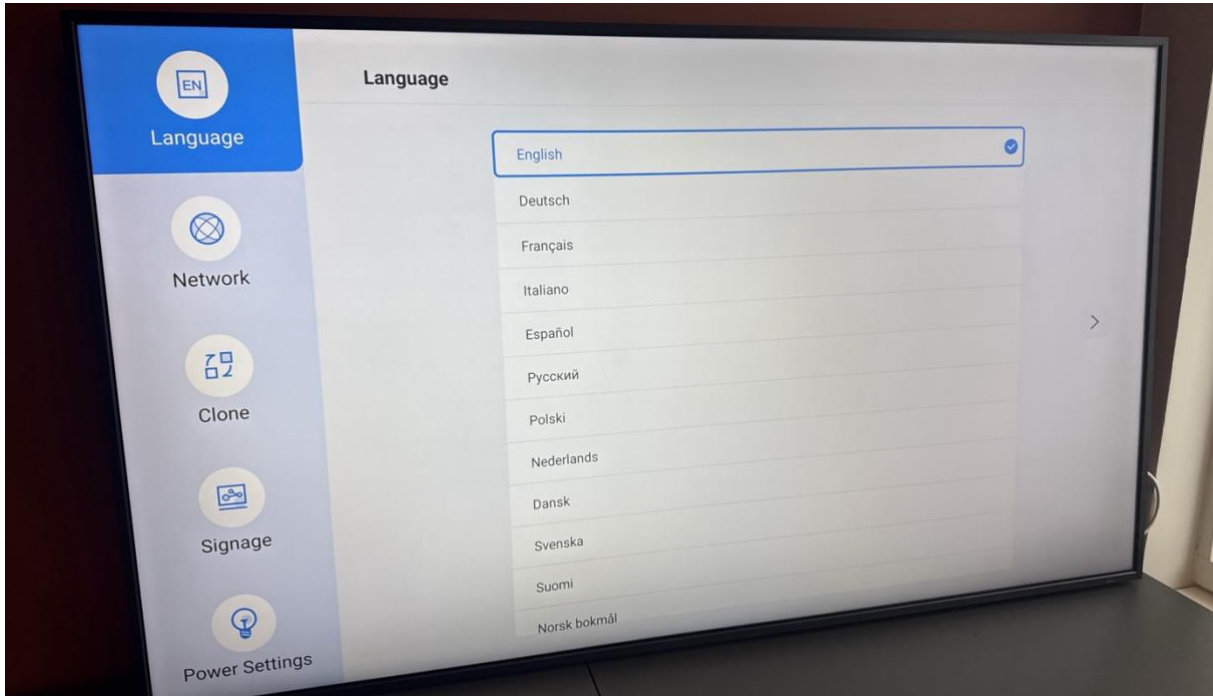 EN
Language
Network
Clone
Signage
Power Settings
Language
English
Deutsch
Français
Italiano
Español
Русский
Polski
Nederlands
Dansk
Svenska
Suomi
Norsk bokmål